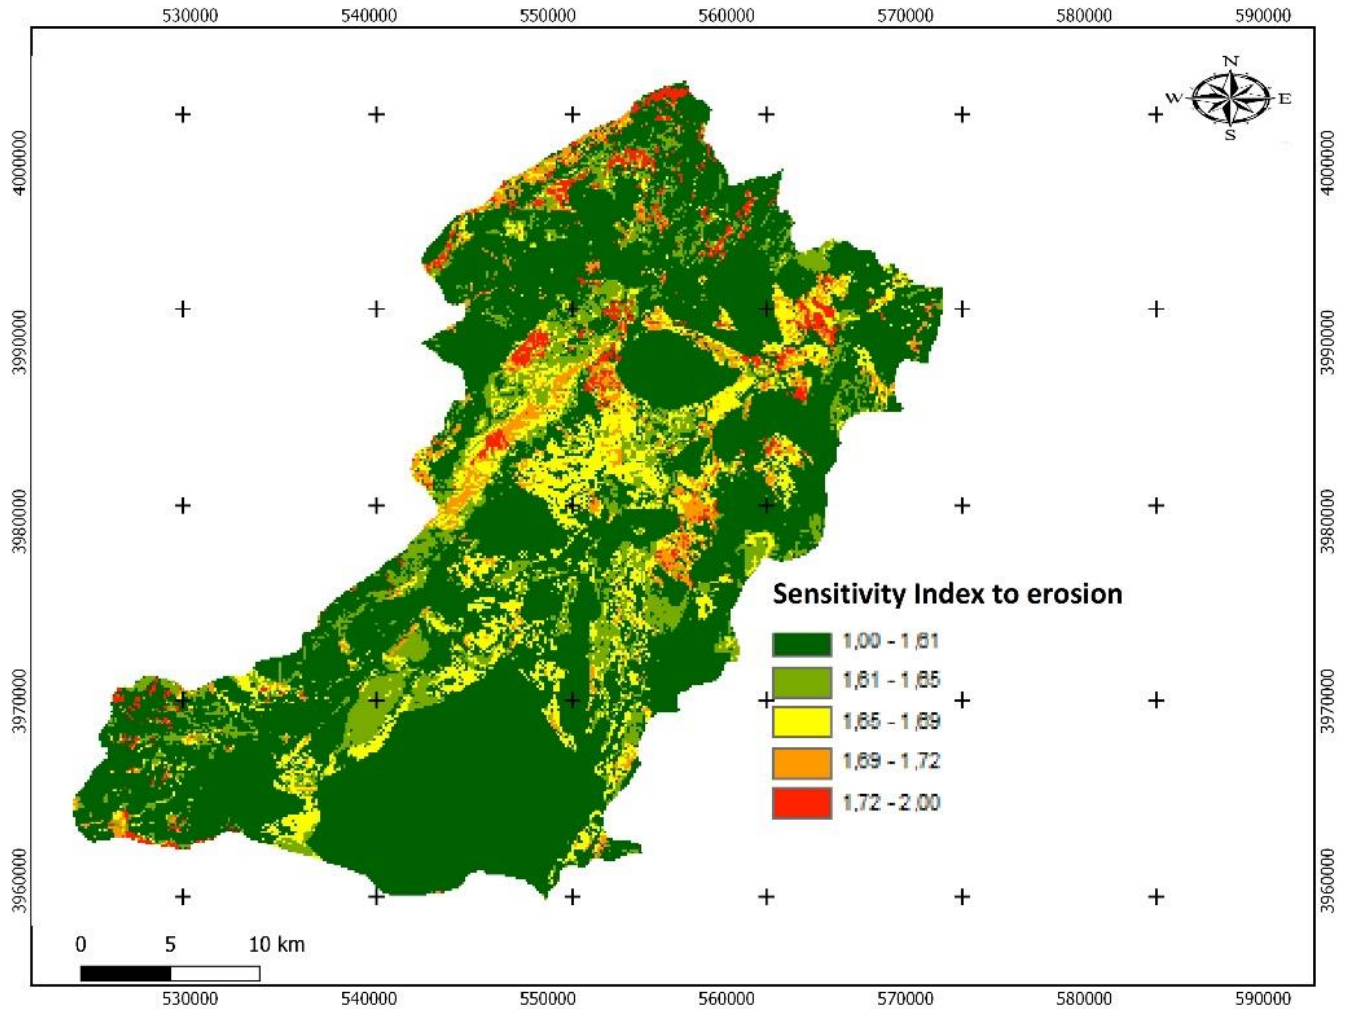 530000 540000 550000 560000 570000 580000 590000
N
W E
S
4000000 4000000
3990000 3990000
3980000 3980000
Sensitivity Index to erosion
1,00 - 1,61
1,61 - 1,65
1,65 - 1,69
1,69 - 1,72
1,72 - 2,00
3970000 3970000
3960000 3960000
0 5 10 km
530000 540000 550000 560000 570000 580000 590000